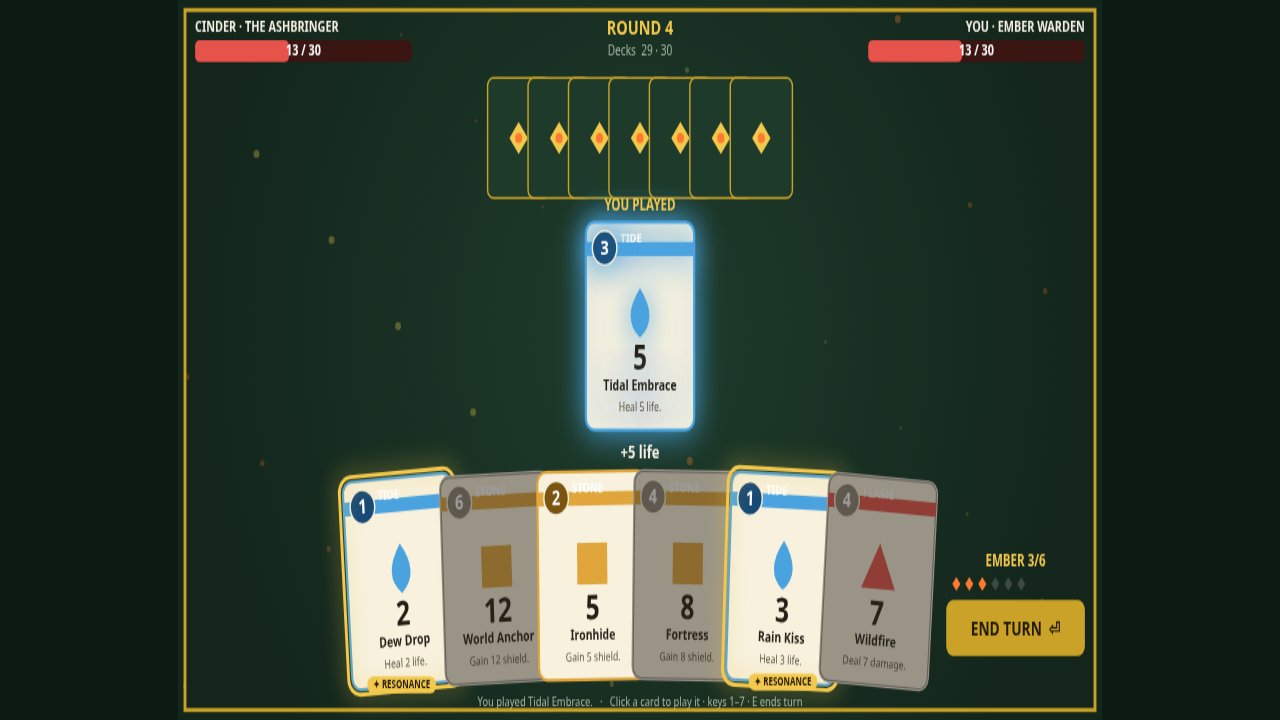 CINDER · THE ASHBRINGER
13 / 30
ROUND 4
Decks 29 · 30
YOU · EMBER WARDEN
13 / 30
YOU PLAYED
3
TIDE
5
Tidal Embrace
Heal 5 life.
+5 life
1
TIDE
2
Dew Drop
Heal 2 life.
✦ RESONANCE
6
STONE
12
World Anchor
Gain 12 shield.
2
STONE
5
Ironhide
Gain 5 shield.
4
STONE
8
Fortress
Gain 8 shield.
1
TIDE
3
Rain Kiss
Heal 3 life.
✦ RESONANCE
4
FLAME
7
Wildfire
Deal 7 damage.
EMBER 3/6
END TURN ⏎
You played Tidal Embrace. · Click a card to play it · keys 1–7 · E ends turn